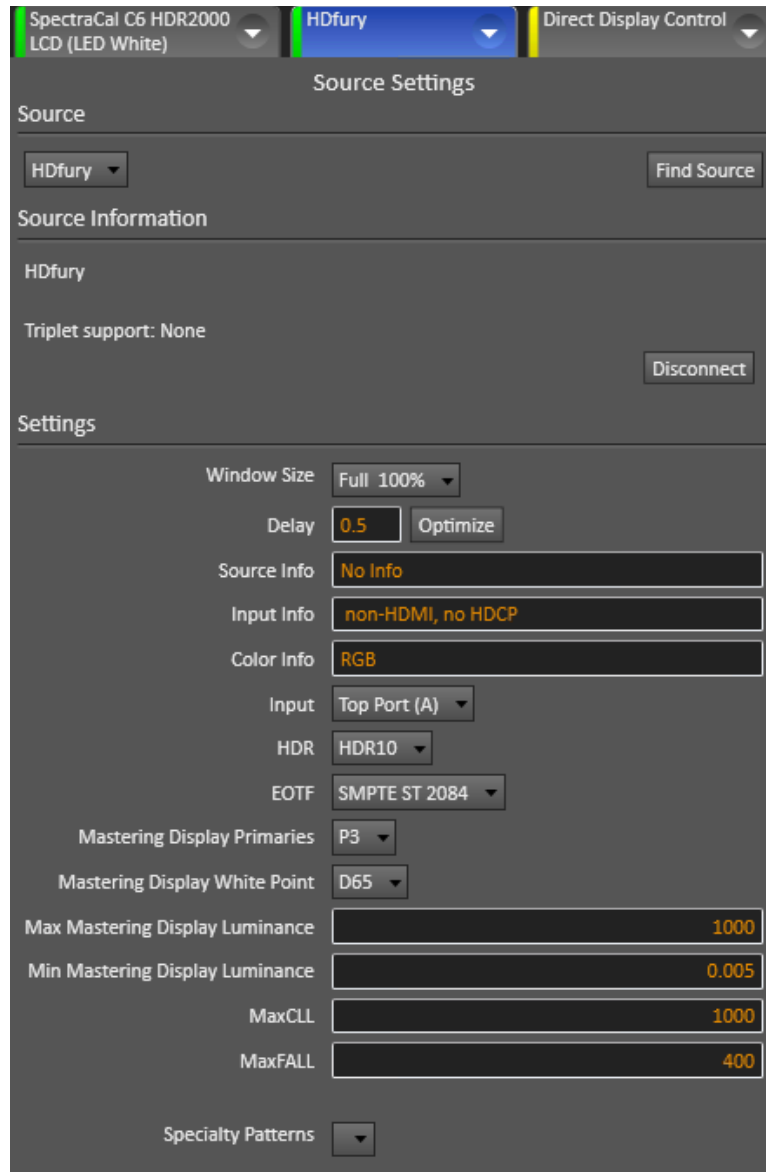 SpectraCal C6 HDR2000
LCD (LED White)
HDfury
Direct Display Control
Source Settings
Source
HDfury
Find Source
Source Information
HDfury
Triplet support: None
Disconnect
Settings
Window Size Full 100%
Delay 0.5 Optimize
Source Info No Info
Input Info non-HDMI, no HDCP
Color Info RGB
Input Top Port (A)
HDR HDR10
EOTF SMPTE ST 2084
Mastering Display Primaries P3
Mastering Display White Point D65
Max Mastering Display Luminance 1000
Min Mastering Display Luminance 0.005
MaxCLL 1000
MaxFALL 400
Specialty Patterns